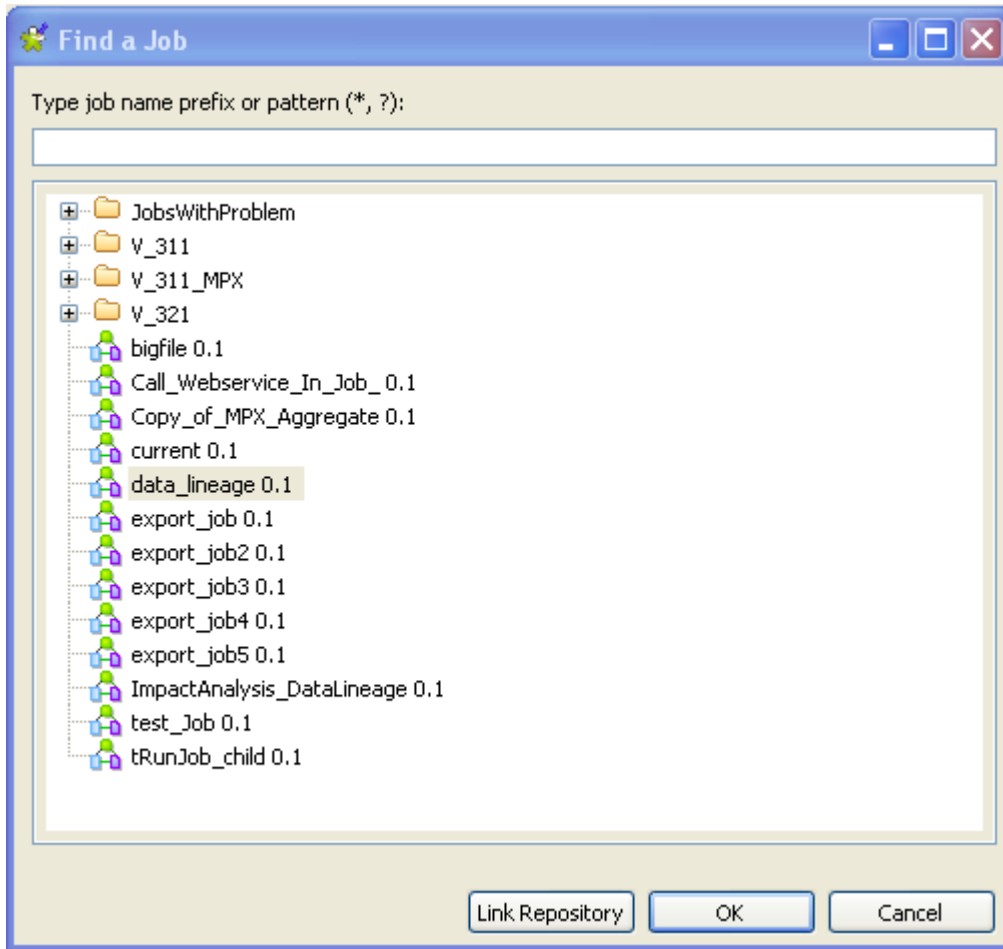 Find a Job
Type job name prefix or pattern (*, ?):
JobsWithProblem
V_311
V_311_MPX
V_321
bigfile 0.1
Call_Webservice_In_Job_ 0.1
Copy_of_MPX_Aggregate 0.1
current 0.1
data_lineage 0.1
export_job 0.1
export_job2 0.1
export_job3 0.1
export_job4 0.1
export_job5 0.1
ImpactAnalysis_DataLineage 0.1
test_Job 0.1
tRunJob_child 0.1
Link Repository OK Cancel